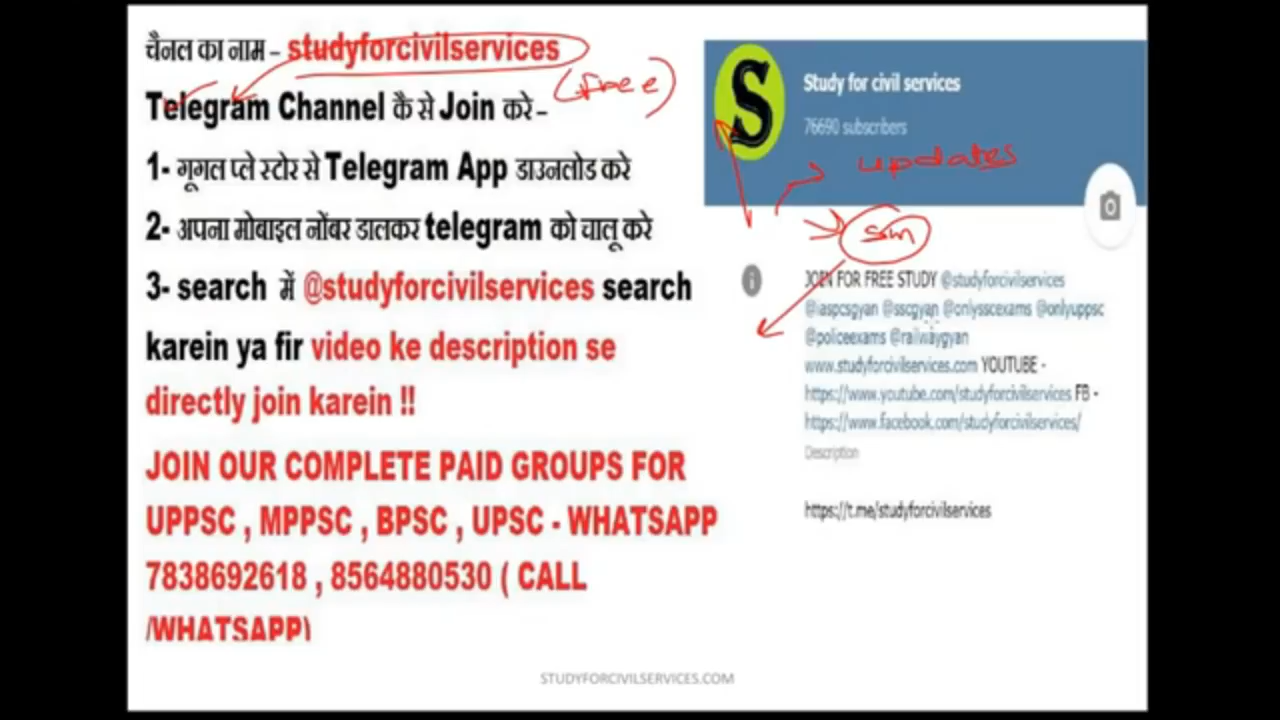 चैनल का नाम – studyforcivilservices
(free)
Telegram Channel कैसे Join करे –
1- गूगल प्ले स्टोर से Telegram App डाउनलोड करे
2- अपना मोबाइल नोंबर डालकर telegram को चालू करे
3- search में @studyforcivilservices search
karein ya fir video ke description se
directly join karein !!
JOIN OUR COMPLETE PAID GROUPS FOR
UPPSC , MPPSC , BPSC , UPSC - WHATSAPP
7838692618 , 8564880530 ( CALL
/WHATSAPP)
S
Study for civil services
76690 subscribers
updates
JOIN FOR FREE STUDY @studyforcivilservices
@iaspcsgyan @sscgyan @onlysscexams @onlyuppsc
@policeexams @railwaygyan
www.studyforcivilservices.com YOUTUBE -
https://www.youtube.com/studyforcivilservices FB -
https://www.facebook.com/studyforcivilservices/
Description
https://t.me/studyforcivilservices
STUDYFORCIVILSERVICES.COM